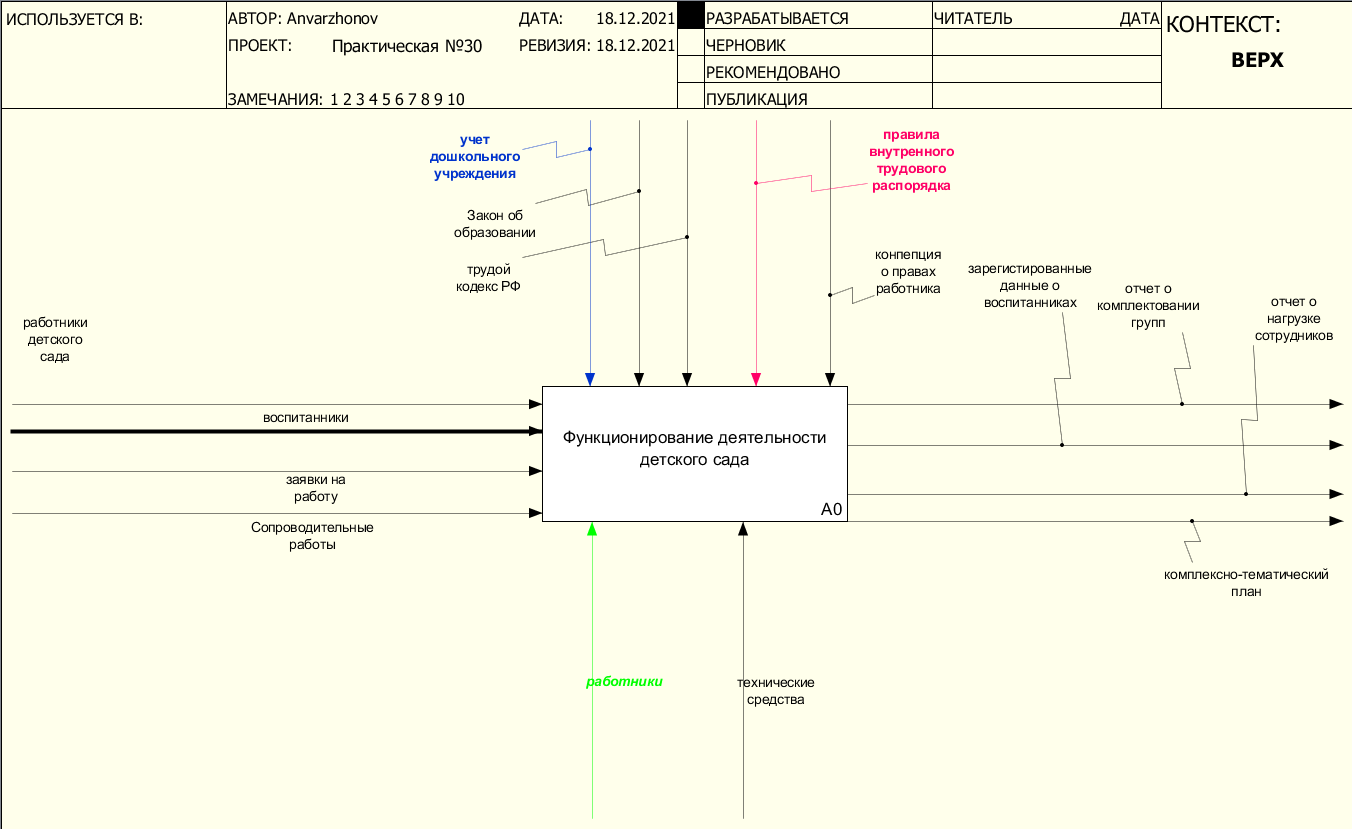 ИСПОЛЬЗУЕТСЯ В:
АВТОР: Anvarzhonov
ДАТА: 18.12.2021
ПРОЕКТ: Практическая №30
РЕВИЗИЯ: 18.12.2021
ЗАМЕЧАНИЯ: 1 2 3 4 5 6 7 8 9 10
РАЗРАБАТЫВАЕТСЯ
ЧЕРНОВИК
РЕКОМЕНДОВАНО
ПУБЛИКАЦИЯ
ЧИТАТЕЛЬ
ДАТА
КОНТЕКСТ:
ВЕРХ
учет
дошкольного
учреждения
Закон об
образовании
трудой
кодекс РФ
правила
внутренного
трудового
распорядка
конпепция
о правах
работника
зарегистированные
данные о
воспитанниках
отчет о
комплектовании
групп
отчет о
нагрузке
сотрудников
работники
детского
сада
воспитанники
заявки на
работу
Сопроводительные
работы
Функционирование деятельности
детского сада
A0
комплексно-тематический
план
работники
технические
средства